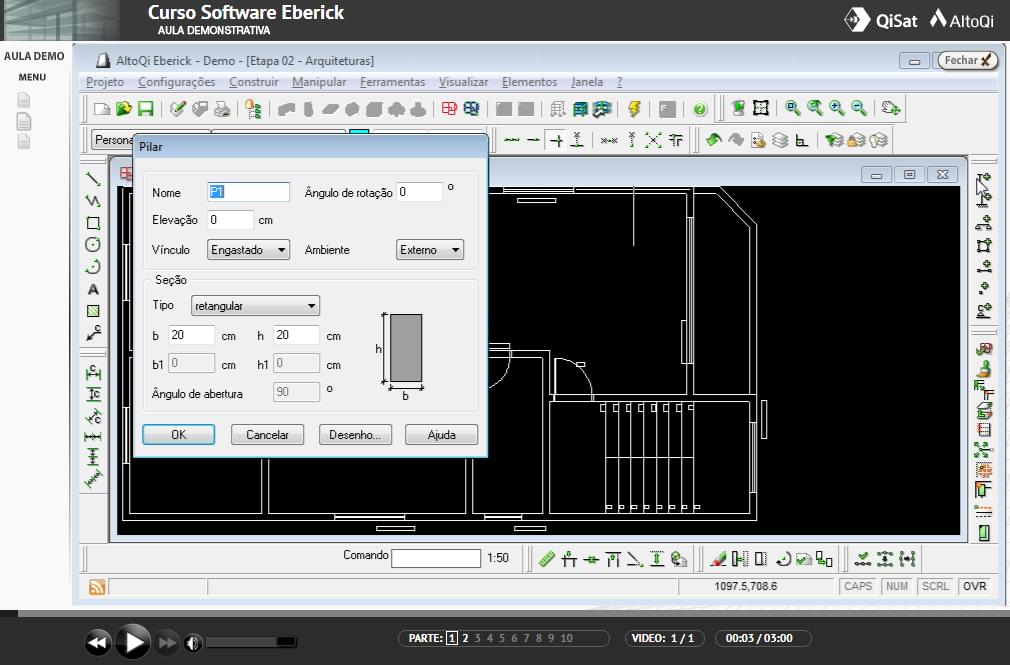 Curso Software Eberick
AULA DEMONSTRATIVA
QiSat AltoQi
AULA DEMO
MENU
AltoQi Eberick - Demo - [Etapa 02 - Arquiteturas]
Fechar
Projeto Configurações Construir Manipular Ferramentas Visualizar Elementos Janela ?
Persona
Pilar
Nome P1 Ângulo de rotação 0 º
Elevação 0 cm
Vínculo Engastado Ambiente Externo
Seção
Tipo retangular
b 20 cm h 20 cm
b1 0 cm h1 0 cm
Ângulo de abertura 90 º
h
b
OK Cancelar Desenho... Ajuda
Comando 1:50
1097.5,708.6 CAPS NUM SCRL OVR
PARTE: 1 2 3 4 5 6 7 8 9 10 VIDEO: 1 / 1 00:03 / 03:00